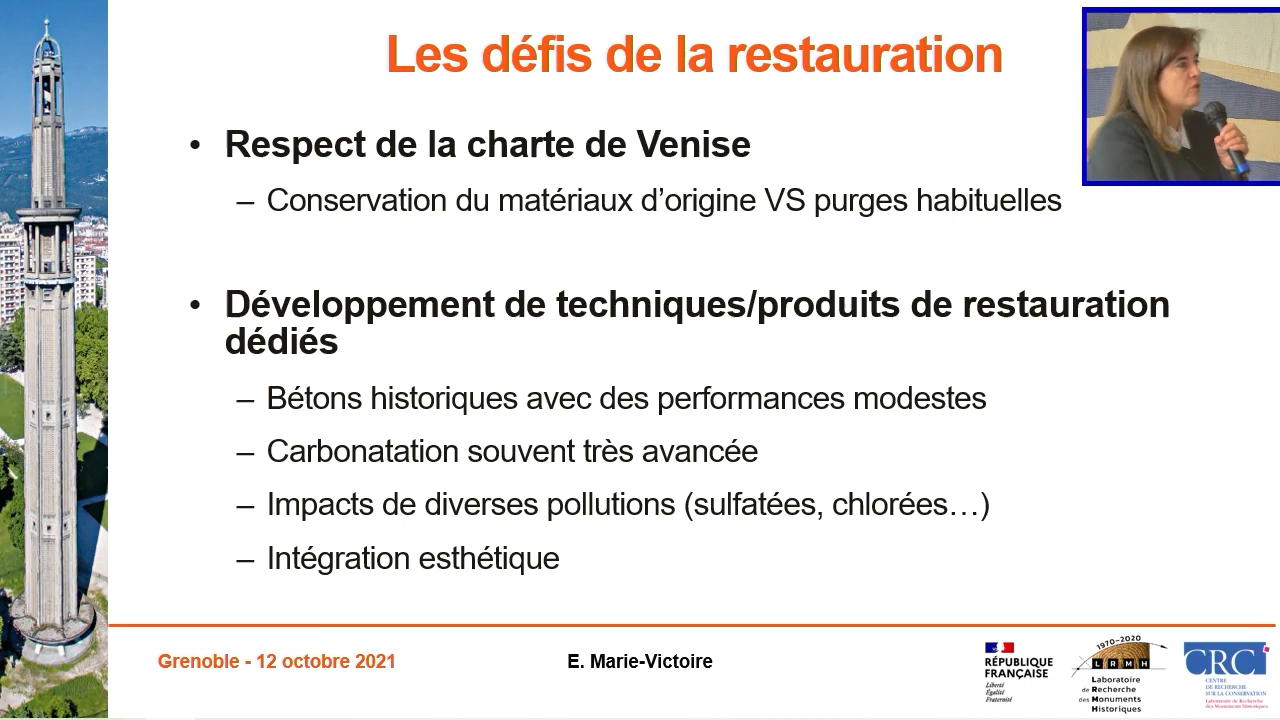 Les défis de la restauration
• Respect de la charte de Venise
– Conservation du matériaux d’origine VS purges habituelles
• Développement de techniques/produits de restauration
dédiés
– Bétons historiques avec des performances modestes
– Carbonatation souvent très avancée
– Impacts de diverses pollutions (sulfatées, chlorées…)
– Intégration esthétique
Grenoble - 12 octobre 2021
E. Marie-Victoire
RÉPUBLIQUE
FRANÇAISE
Liberté
Égalité
Fraternité
1970-2020
LRMH
Laboratoire
de Recherche
des Monuments
Historiques
CRC
CENTRE
DE RECHERCHE
SUR LA CONSERVATION
Laboratoire de Recherche
des Monuments Historiques